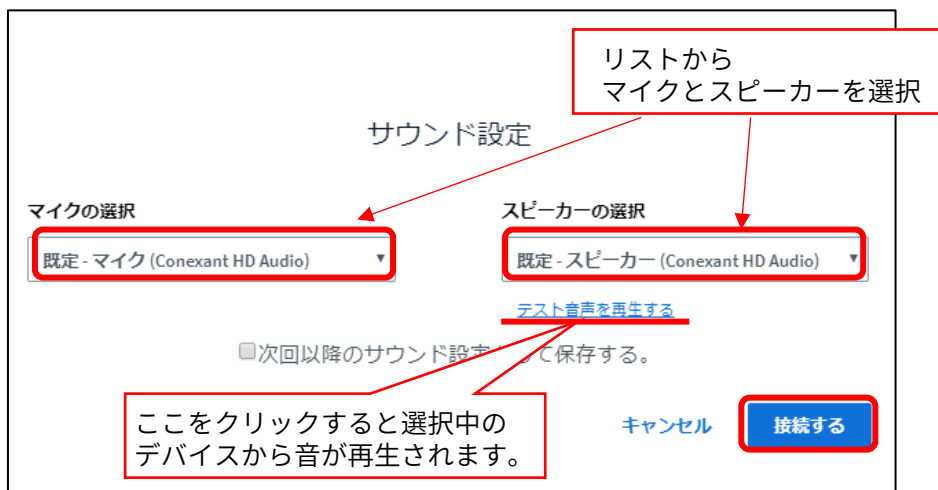 リストから
マイクとスピーカーを選択
サウンド設定
マイクの選択
スピーカーの選択
既定 - マイク (Conexant HD Audio)
既定 - スピーカー (Conexant HD Audio)
テスト音声を再生する
次回以降のサウンド設定 て保存する。
ここをクリックすると選択中の
デバイスから音が再生されます。
キャンセル
接続する